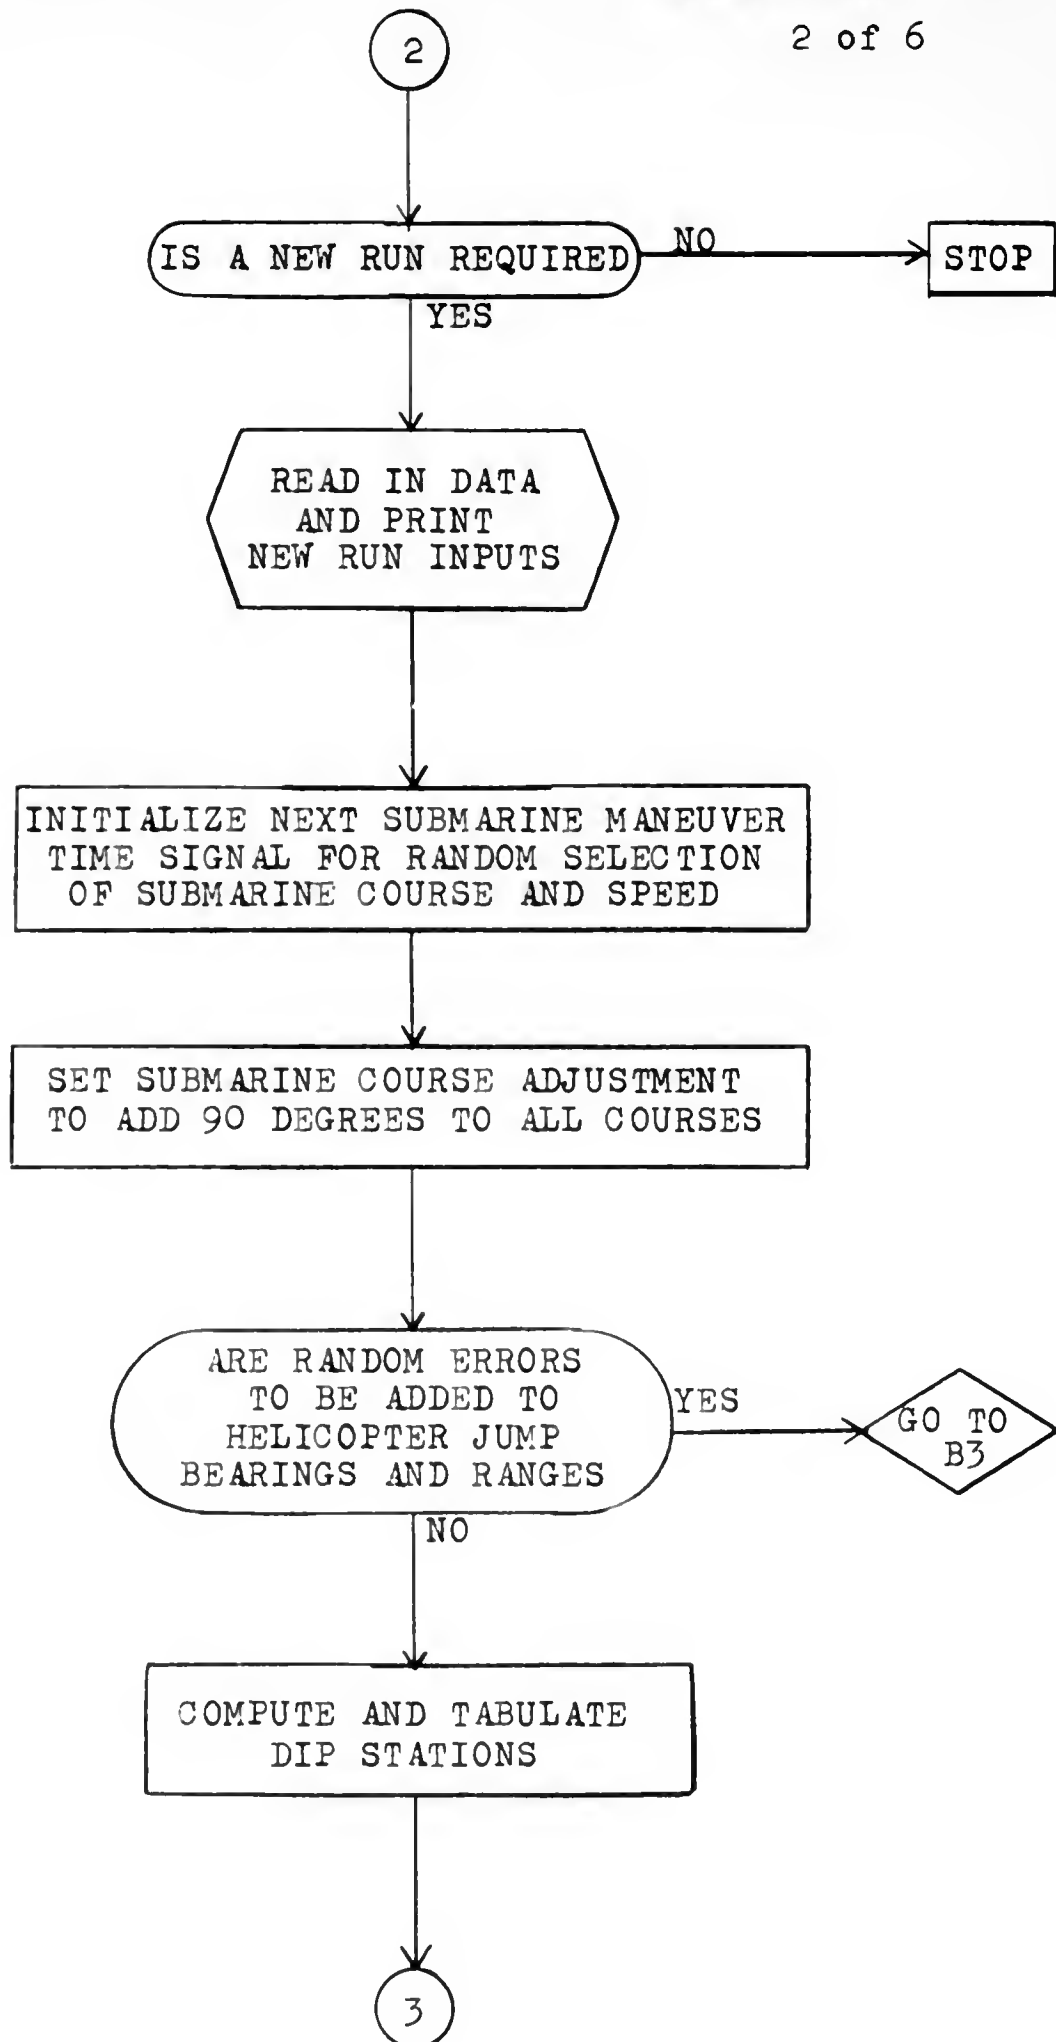 2 of 6
2
IS A NEW RUN REQUIRED
NO
STOP
YES
READ IN DATA
AND PRINT
NEW RUN INPUTS
INITIALIZE NEXT SUBMARINE MANEUVER
TIME SIGNAL FOR RANDOM SELECTION
OF SUBMARINE COURSE AND SPEED
SET SUBMARINE COURSE ADJUSTMENT
TO ADD 90 DEGREES TO ALL COURSES
ARE RANDOM ERRORS
TO BE ADDED TO
HELICOPTER JUMP
BEARINGS AND RANGES
YES
GO TO
B3
NO
COMPUTE AND TABULATE
DIP STATIONS
3